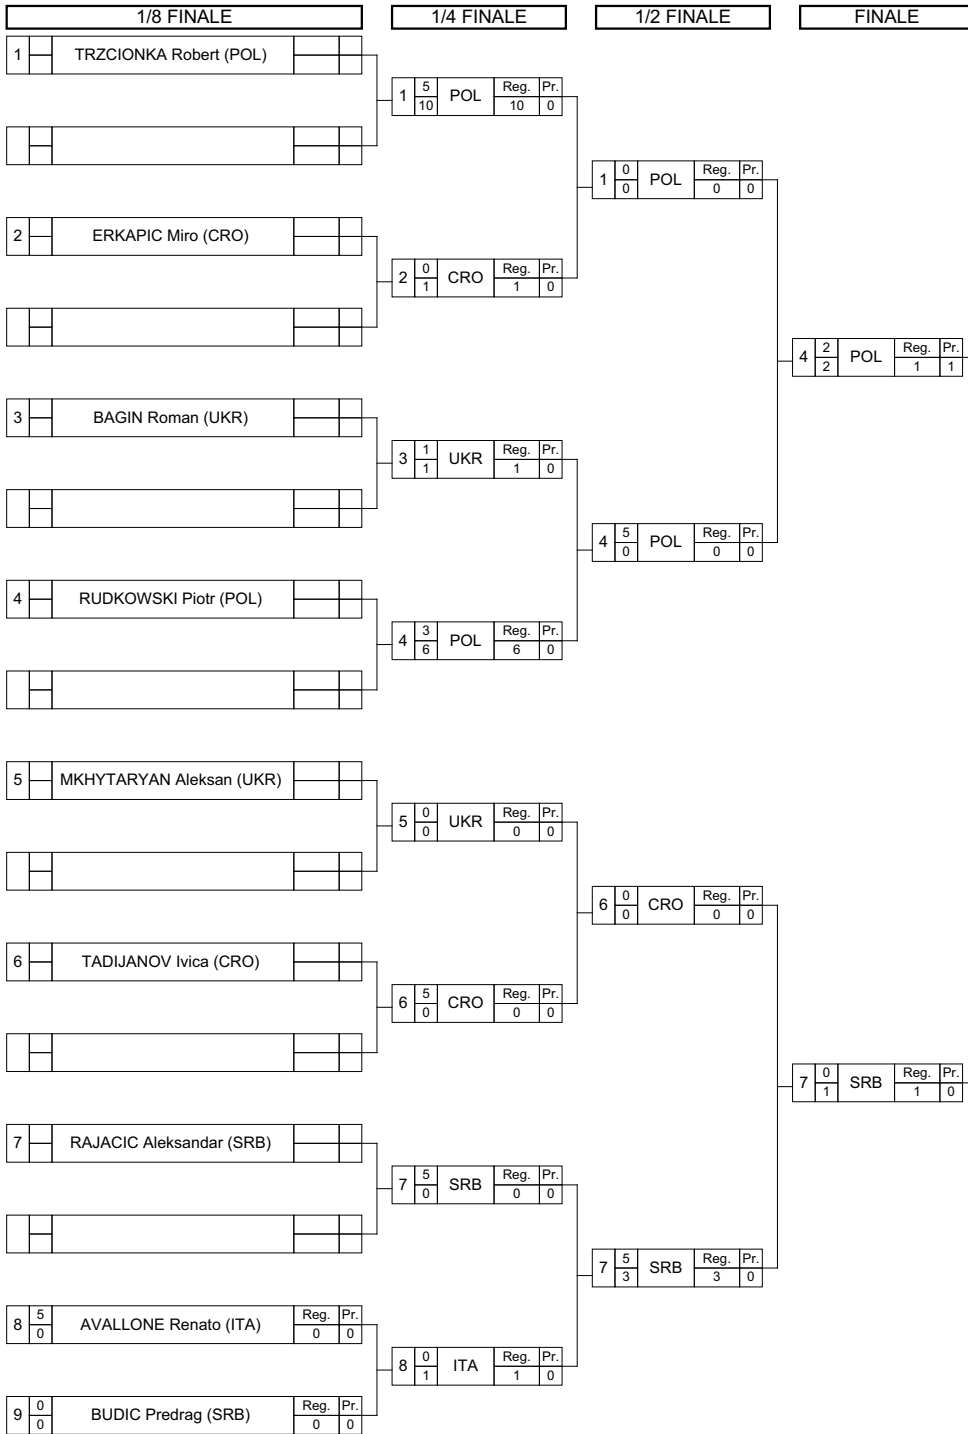 1/8 FINALE 1/4 FINALE 1/2 FINALE FINALE
1 TRZCIONKA Robert (POL)
1 5 10 POL Reg. 10 Pr. 0
1 0 0 POL Reg. 0 Pr. 0
2 ERKAPIC Miro (CRO)
2 0 1 CRO Reg. 1 Pr. 0
4 2 2 POL Reg. 1 Pr. 1
3 BAGIN Roman (UKR)
3 1 1 UKR Reg. 1 Pr. 0
4 5 0 POL Reg. 0 Pr. 0
4 RUDKOWSKI Piotr (POL)
4 3 6 POL Reg. 6 Pr. 0
5 MKHYTARYAN Aleksan (UKR)
5 0 0 UKR Reg. 0 Pr. 0
6 0 0 CRO Reg. 0 Pr. 0
6 TADIJANOV Ivica (CRO)
6 5 0 CRO Reg. 0 Pr. 0
7 0 1 SRB Reg. 1 Pr. 0
7 RAJACIC Aleksandar (SRB)
7 5 0 SRB Reg. 0 Pr. 0
7 5 3 SRB Reg. 3 Pr. 0
8 5 0 AVALLONE Renato (ITA) Reg. 0 Pr. 0
8 0 1 ITA Reg. 1 Pr. 0
9 0 0 BUDIC Predrag (SRB) Reg. 0 Pr. 0